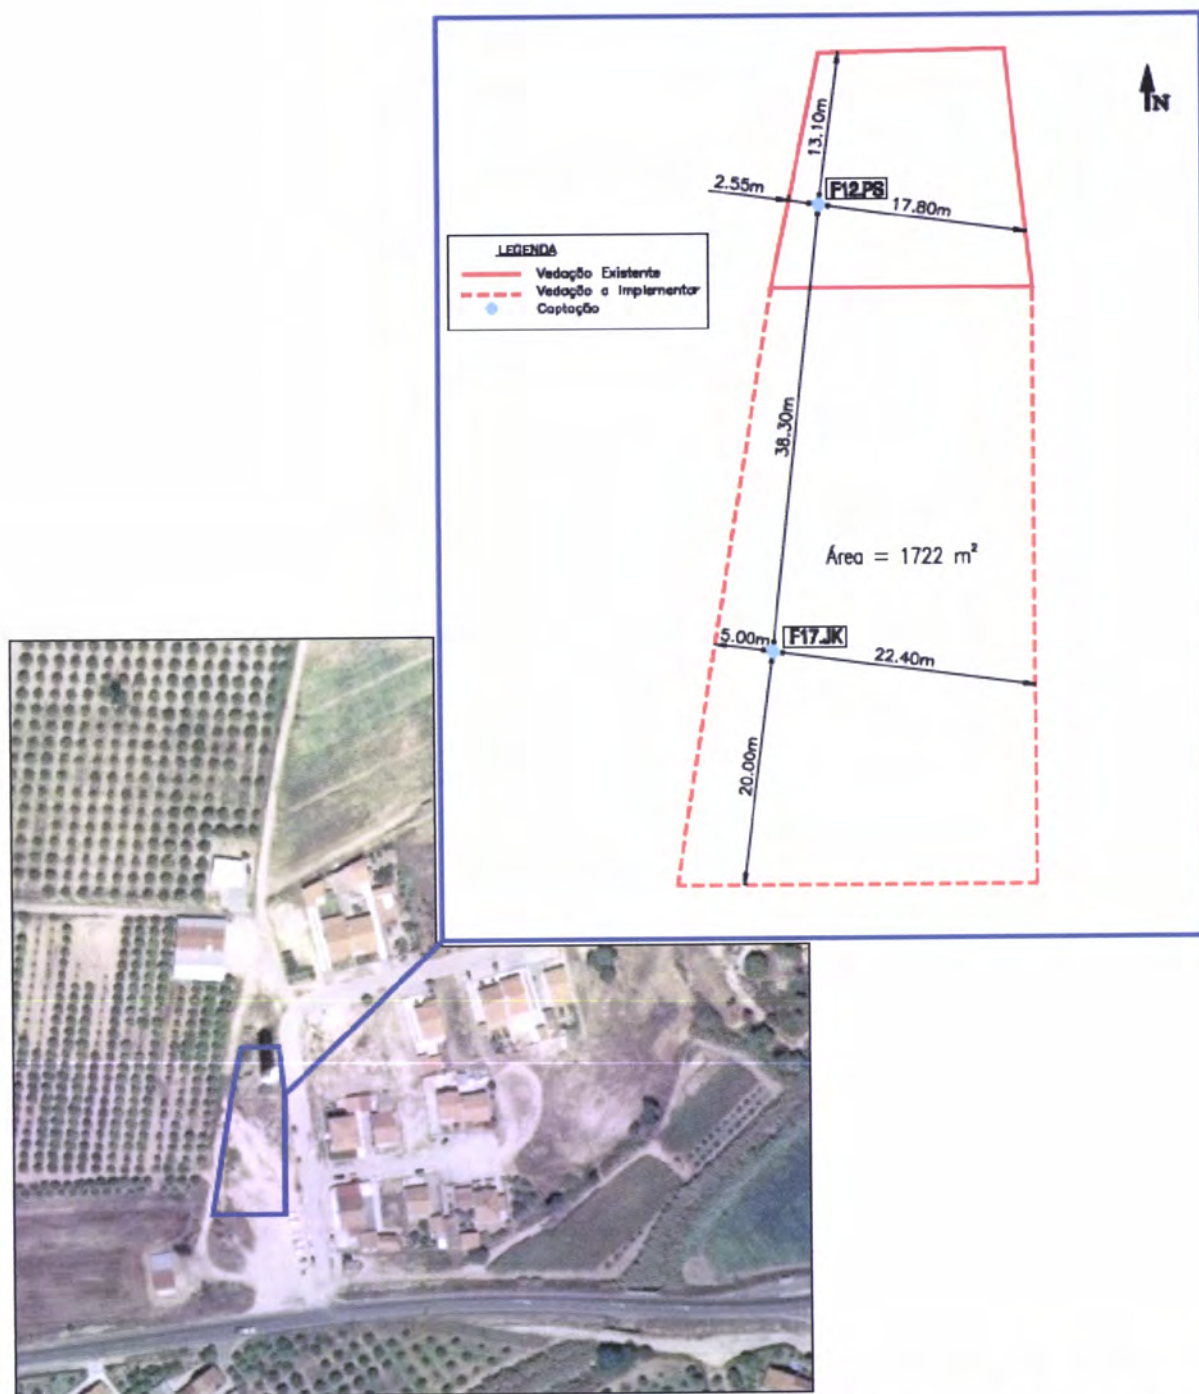 N
13.10m
2.55m
F12.PS
17.80m
LEGENDA
Vedação Existente
Vedação a Implementar
Captação
38.30m
Área = 1722 m²
5.00m
F17.JK
22.40m
20.00m